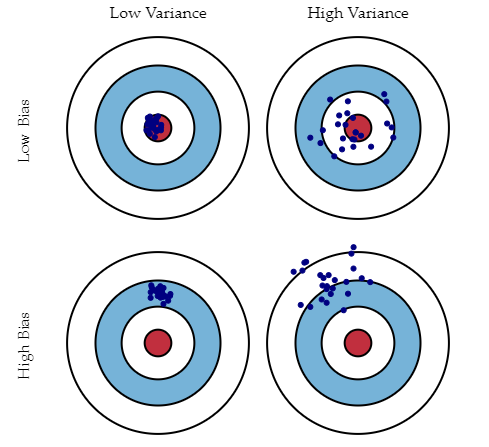 Low Variance
High Variance
Low Bias
High Bias